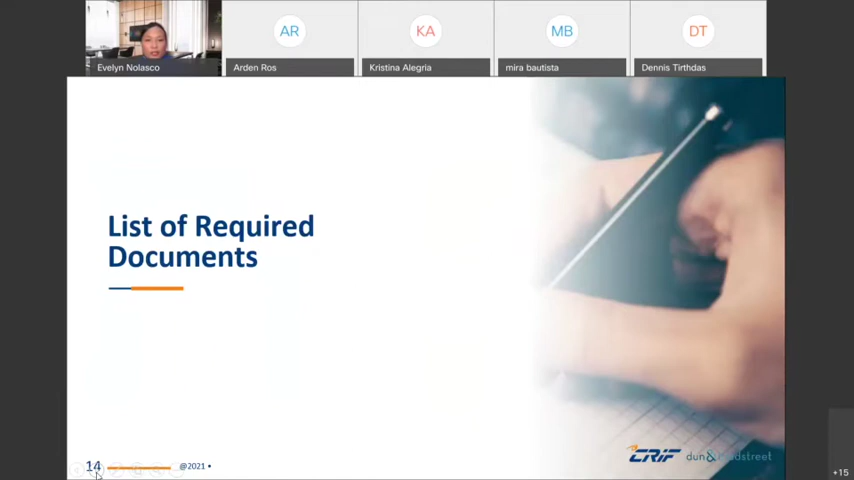 AR
KA
MB
DT
Evelyn Nolasco
Arden Ros
Kristina Alegria
mira bautista
Dennis Tirthdas
List of Required
Documents
14
@2021 •
CRIF dun & bradstreet
+15